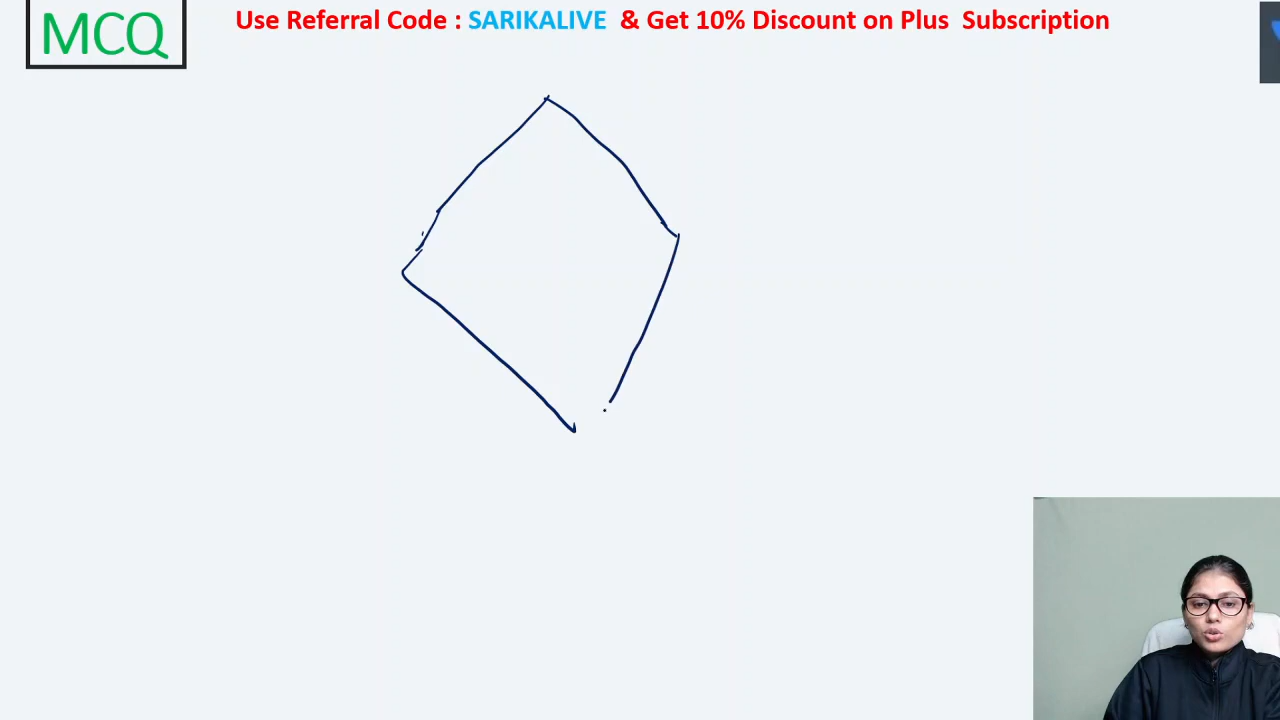 MCQ
Use Referral Code : SARIKALIVE & Get 10% Discount on Plus Subscription